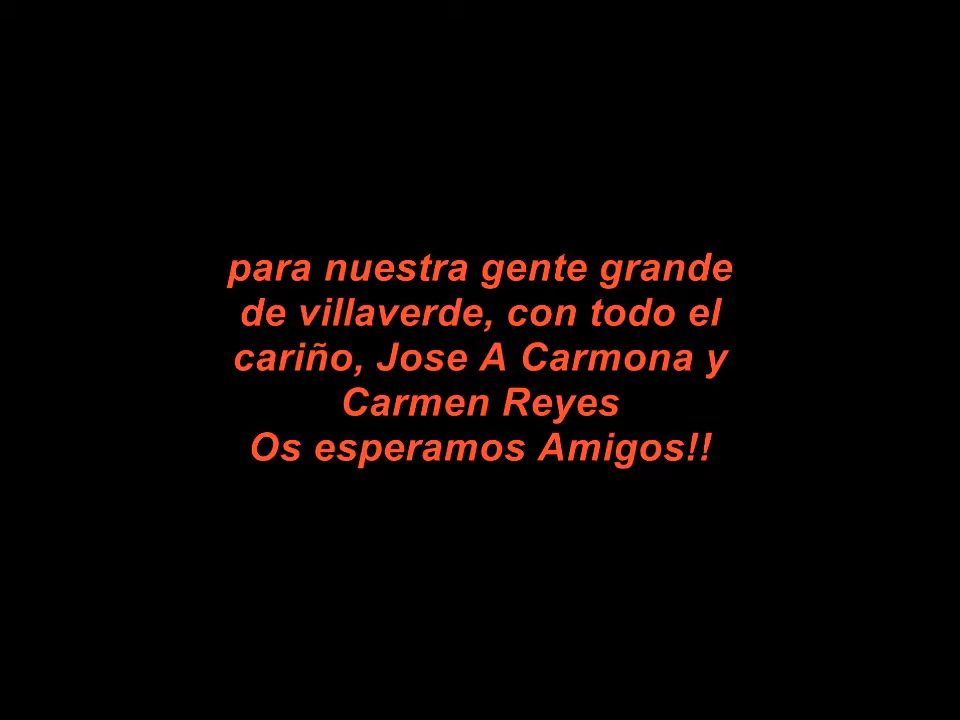 para nuestra gente grande
de villaverde, con todo el
cariño, Jose A Carmona y
Carmen Reyes
Os esperamos Amigos!!